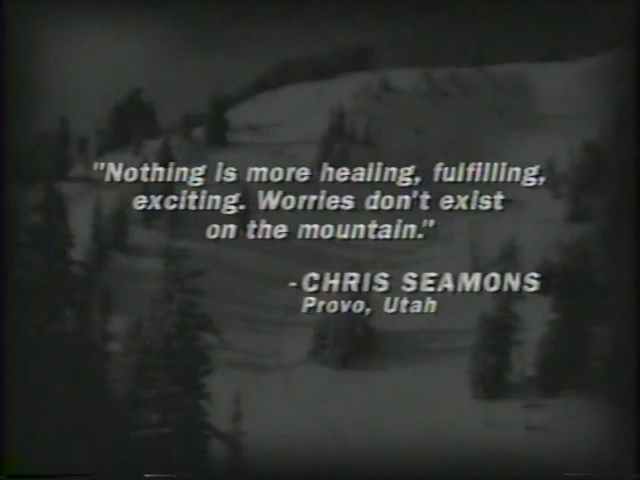 "Nothing is more healing, fulfilling,
exciting. Worries don't exist
on the mountain."
-CHRIS SEAMONS
Provo, Utah